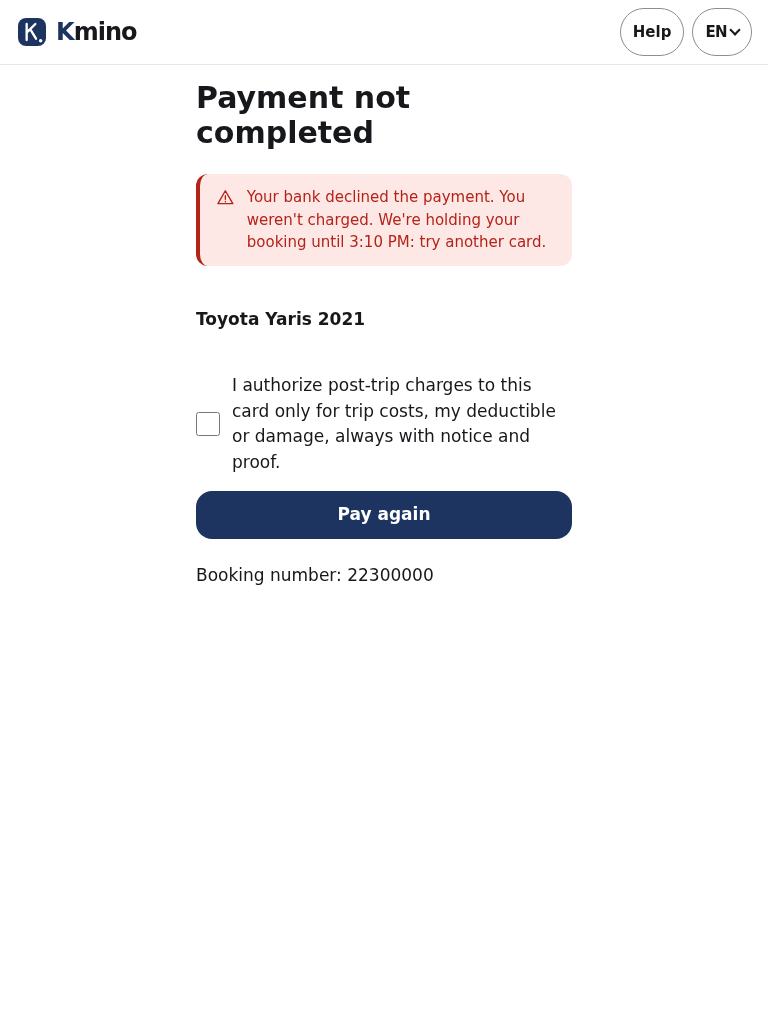 Kmino
Help
EN
Payment not
completed
Your bank declined the payment. You
weren't charged. We're holding your
booking until 3:10 PM: try another card.
Toyota Yaris 2021
I authorize post-trip charges to this
card only for trip costs, my deductible
or damage, always with notice and
proof.
Pay again
Booking number: 22300000